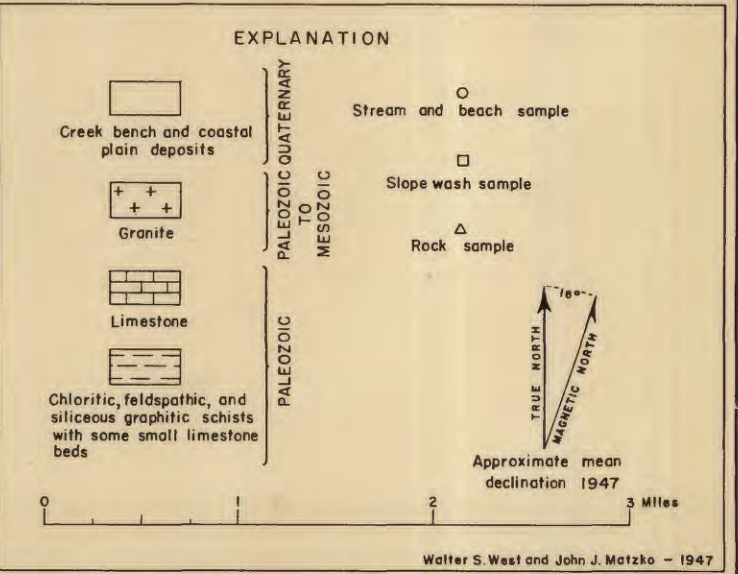 EXPLANATION
Creek bench and coastal
plain deposits
QUATERNARY
Granite
PALEOZOIC
TO
MESOZOIC
Limestone
Chloritic, feldspathic, and
siliceous graphitic schists
with some small limestone
beds
PALEOZOIC
Stream and beach sample
Slope wash sample
Rock sample
16°
TRUE NORTH
MAGNETIC NORTH
Approximate mean
declination 1947
0 1 2 3 Miles
Walter S. West and John J. Matzko - 1947